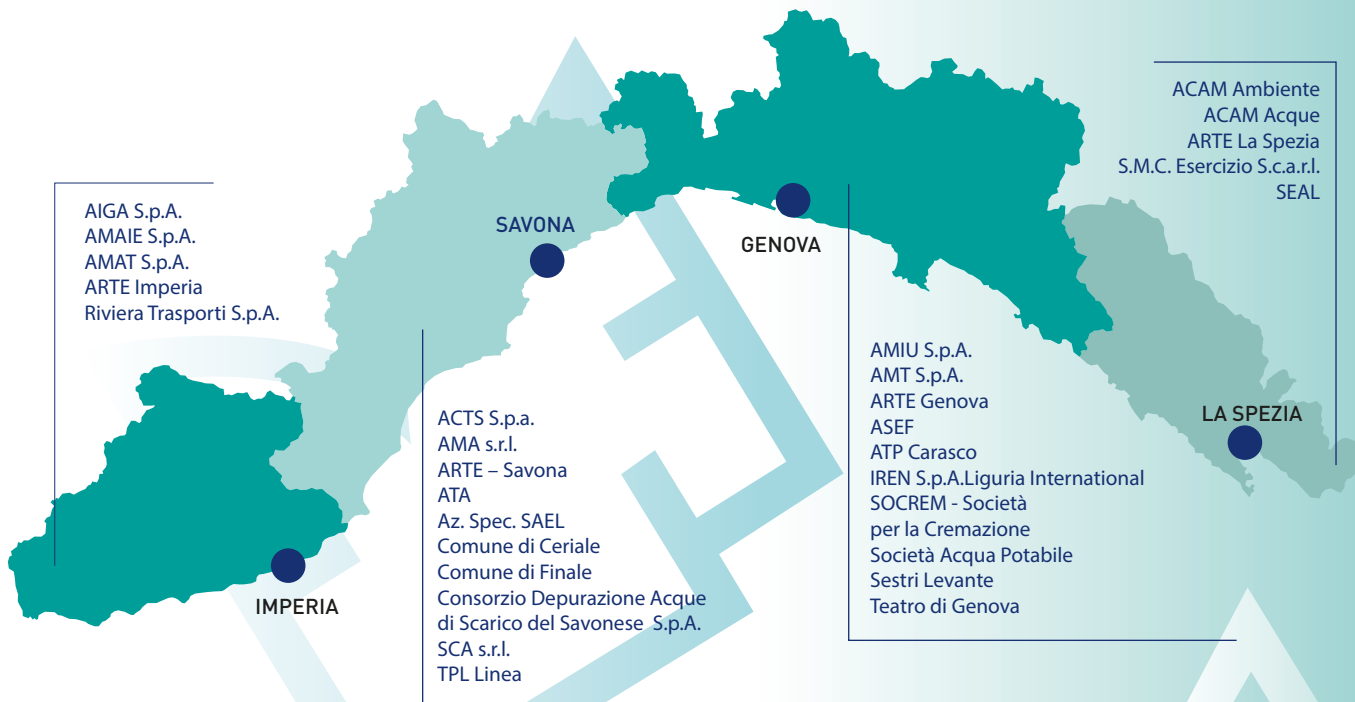 AIGA S.p.A.
AMAIE S.p.A.
AMAT S.p.A.
ARTE Imperia
Riviera Trasporti S.p.A.
IMPERIA
SAVONA
ACTS S.p.a.
AMA s.r.l.
ARTE – Savona
ATA
Az. Spec. SAEL
Comune di Ceriale
Comune di Finale
Consorzio Depurazione Acque
di Scarico del Savonese S.p.A.
SCA s.r.l.
TPL Linea
GENOVA
AMIU S.p.A.
AMT S.p.A.
ARTE Genova
ASEF
ATP Carasco
IREN S.p.A.Liguria International
SOCREM - Società
per la Cremazione
Società Acqua Potabile
Sestri Levante
Teatro di Genova
ACAM Ambiente
ACAM Acque
ARTE La Spezia
S.M.C. Esercizio S.c.a.r.l.
SEAL
LA SPEZIA